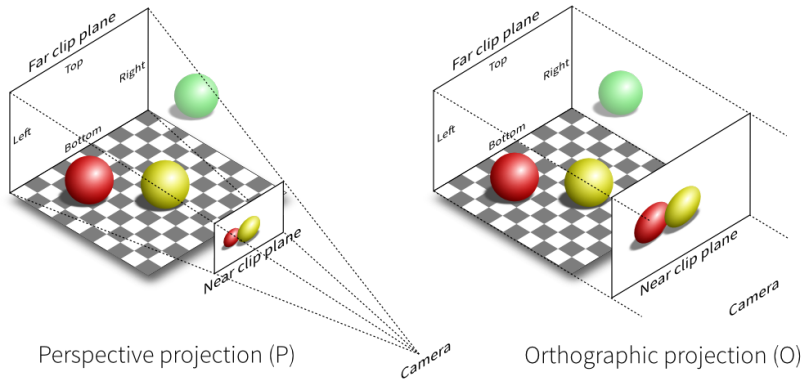 Far clip plane
Top
Right
Left
Bottom
Near clip plane
Camera
Perspective projection (P)
Far clip plane
Top
Right
Left
Bottom
Near clip plane
Camera
Orthographic projection (O)